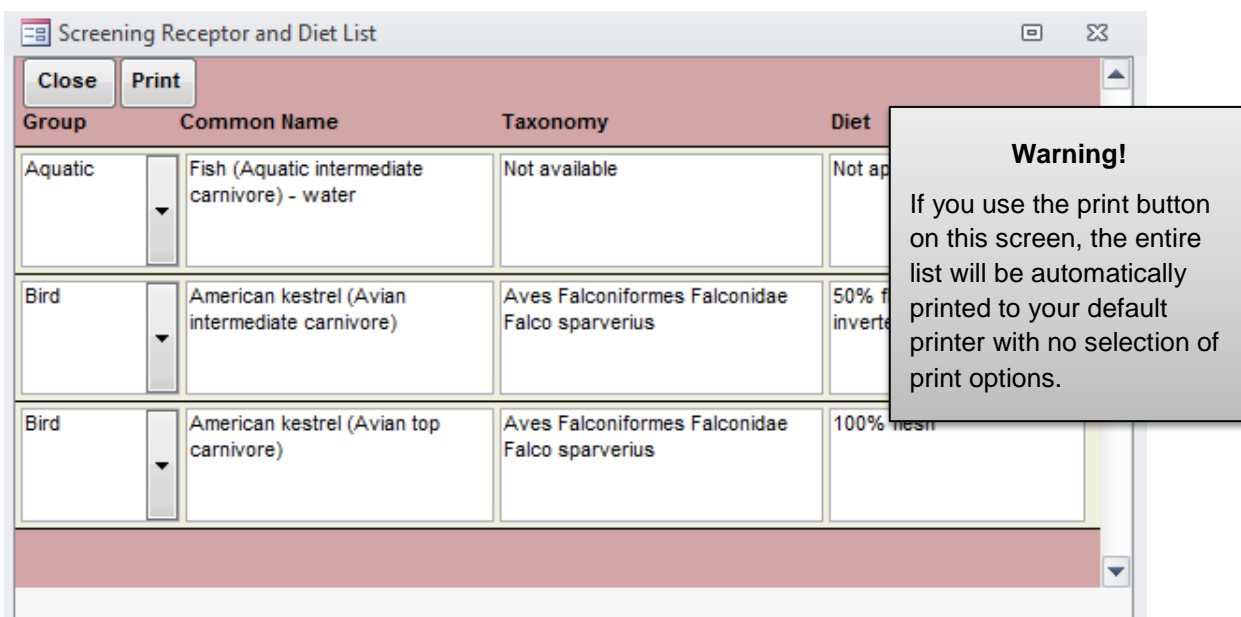 Screening Receptor and Diet List
Close Print
Group Common Name Taxonomy Diet
Aquatic
Fish (Aquatic intermediate
carnivore) - water
Not available
Not
Bird
American kestrel (Avian
intermediate carnivore)
Aves Falconiformes Falconidae
Falco sparverius
50%
Bird
American kestrel (Avian top
carnivore)
Aves Falconiformes Falconidae
Falco sparverius
100% flesh
Warning!
If you use the print button
on this screen, the entire
list will be automatically
printed to your default
printer with no selection of
print options.